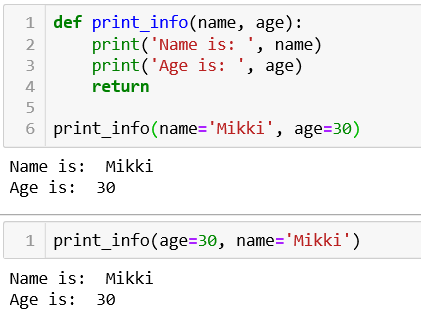 1 def print_info(name, age):
2     print('Name is: ', name)
3     print('Age is: ', age)
4     return
5
6 print_info(name='Mikki', age=30)
Name is:  Mikki
Age is:  30
1 print_info(age=30, name='Mikki')
Name is:  Mikki
Age is:  30